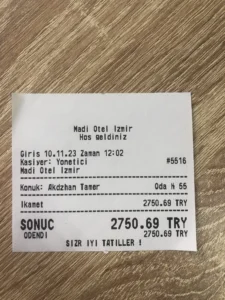 Madi Otel Izmir
Hos geldiniz
Giris 10.11.23 Zaman 12:02
Kasiyer: Yonetici #5516
Madi Otel Izmir
Konuk: Akdzhan Tamer Oda N 55
Ikamet 2750.69 TRY
SONUC 2750.69 TRY
ODENDI 2750.69 TRY
SIZR IYI TATILLER !